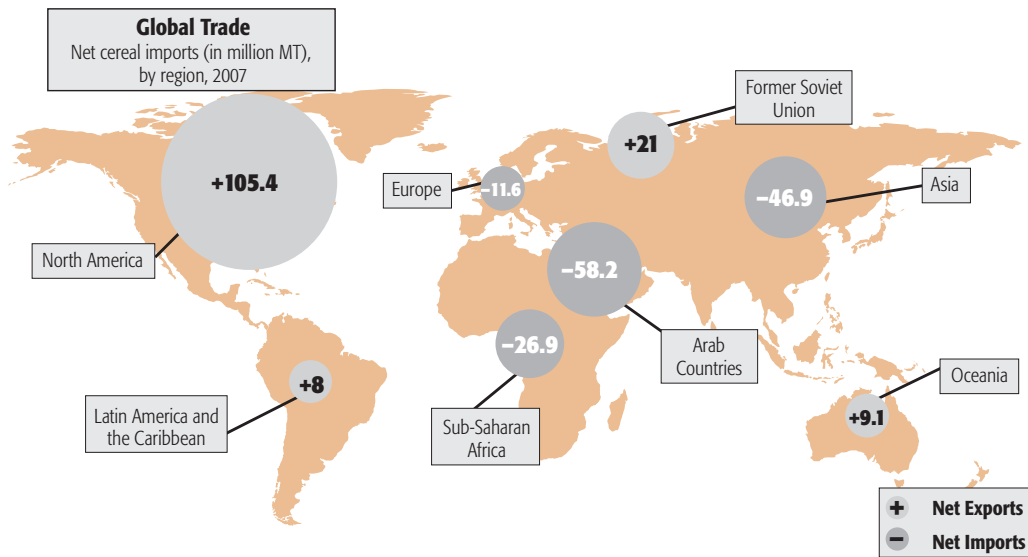 Global Trade
Net cereal imports (in million MT),
by region, 2007
Former Soviet
Union
+21
+105.4
Europe
−11.6
−46.9
Asia
North America
−58.2
−26.9
Arab
Countries
+8
Oceania
Latin America and
the Caribbean
Sub-Saharan
Africa
+9.1
+ Net Exports
− Net Imports